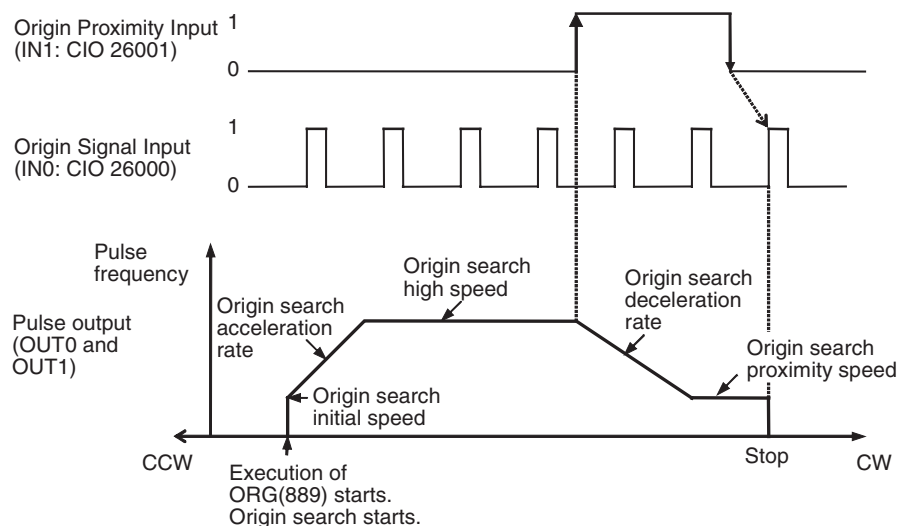 Origin Proximity Input
(IN1: CIO 26001)
1
0
Origin Signal Input
(IN0: CIO 26000)
1
0
Pulse
frequency
Pulse output
(OUT0 and
OUT1)
Origin search
acceleration
rate
Origin search
high speed
Origin search
deceleration
rate
Origin search
proximity speed
Origin search
initial speed
CCW
Execution of
ORG(889) starts.
Origin search starts.
Stop
CW